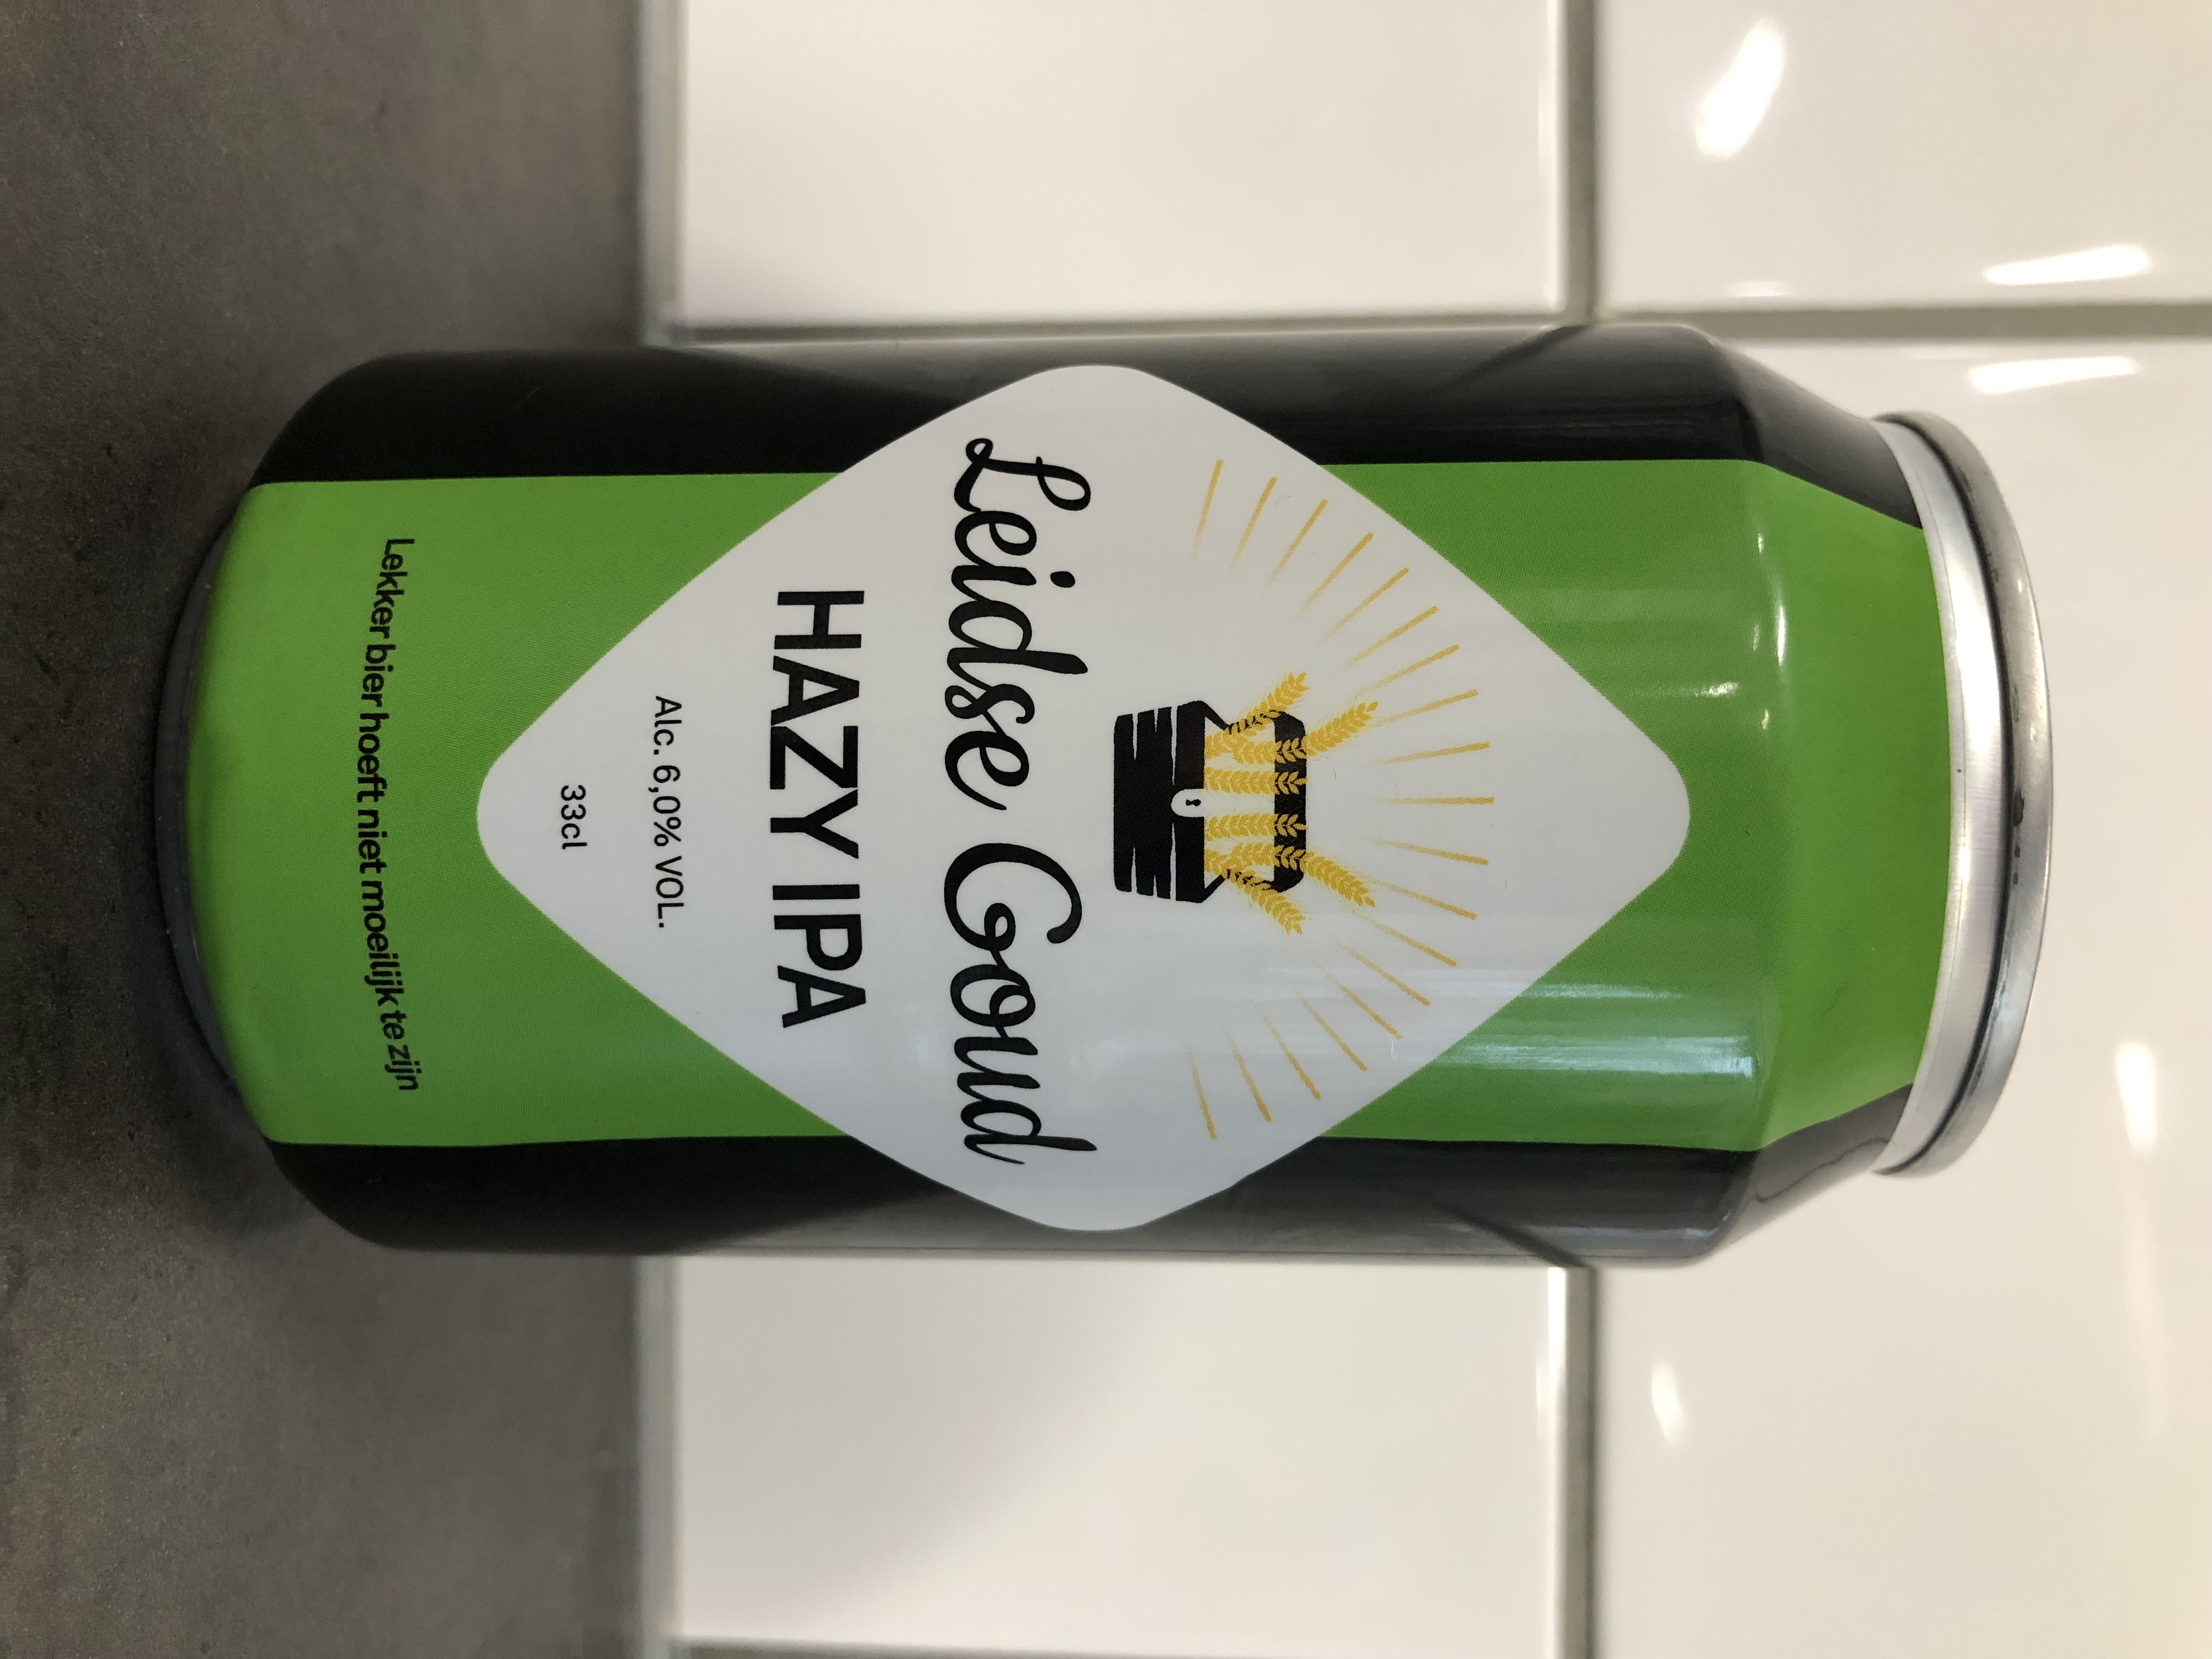 Leidse Goud
HAZY IPA
Alc. 6,0% VOL.
33cl
Lekker bier hoeft niet moeilijk te zijn